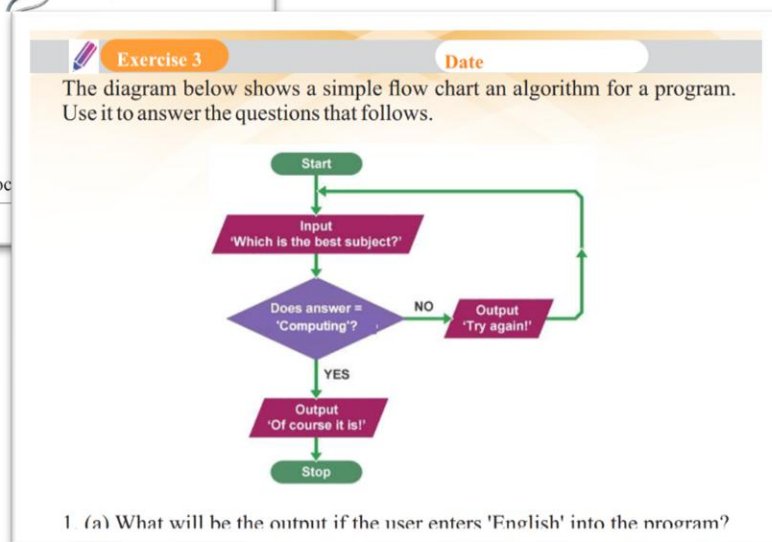 Exercise 3
Date
The diagram below shows a simple flow chart an algorithm for a program.
Use it to answer the questions that follows.
Start
Input
'Which is the best subject?'
Does answer =
'Computing'?
NO
Output
'Try again!'
YES
Output
'Of course it is!'
Stop
1. (a) What will be the output if the user enters 'English' into the program?